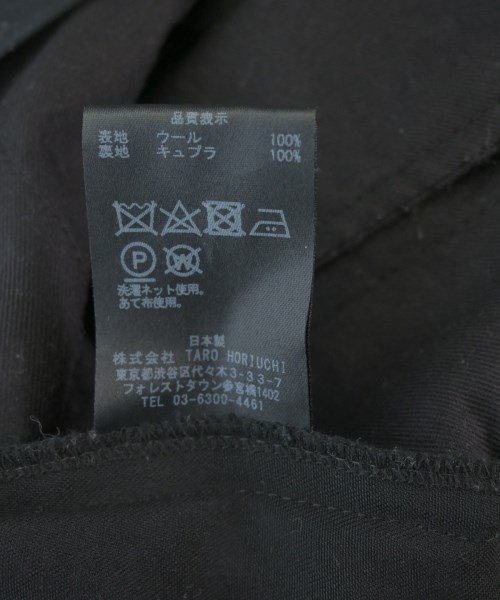 品質表示
表地 ウール 100%
裏地 キュプラ 100%
P W
洗濯ネット使用。
あて布使用。
日本製
株式会社 TARO HORIUCHI
東京都渋谷区代々木3-33-7
フォレストタウン参宮橋1402
TEL 03-6300-4461